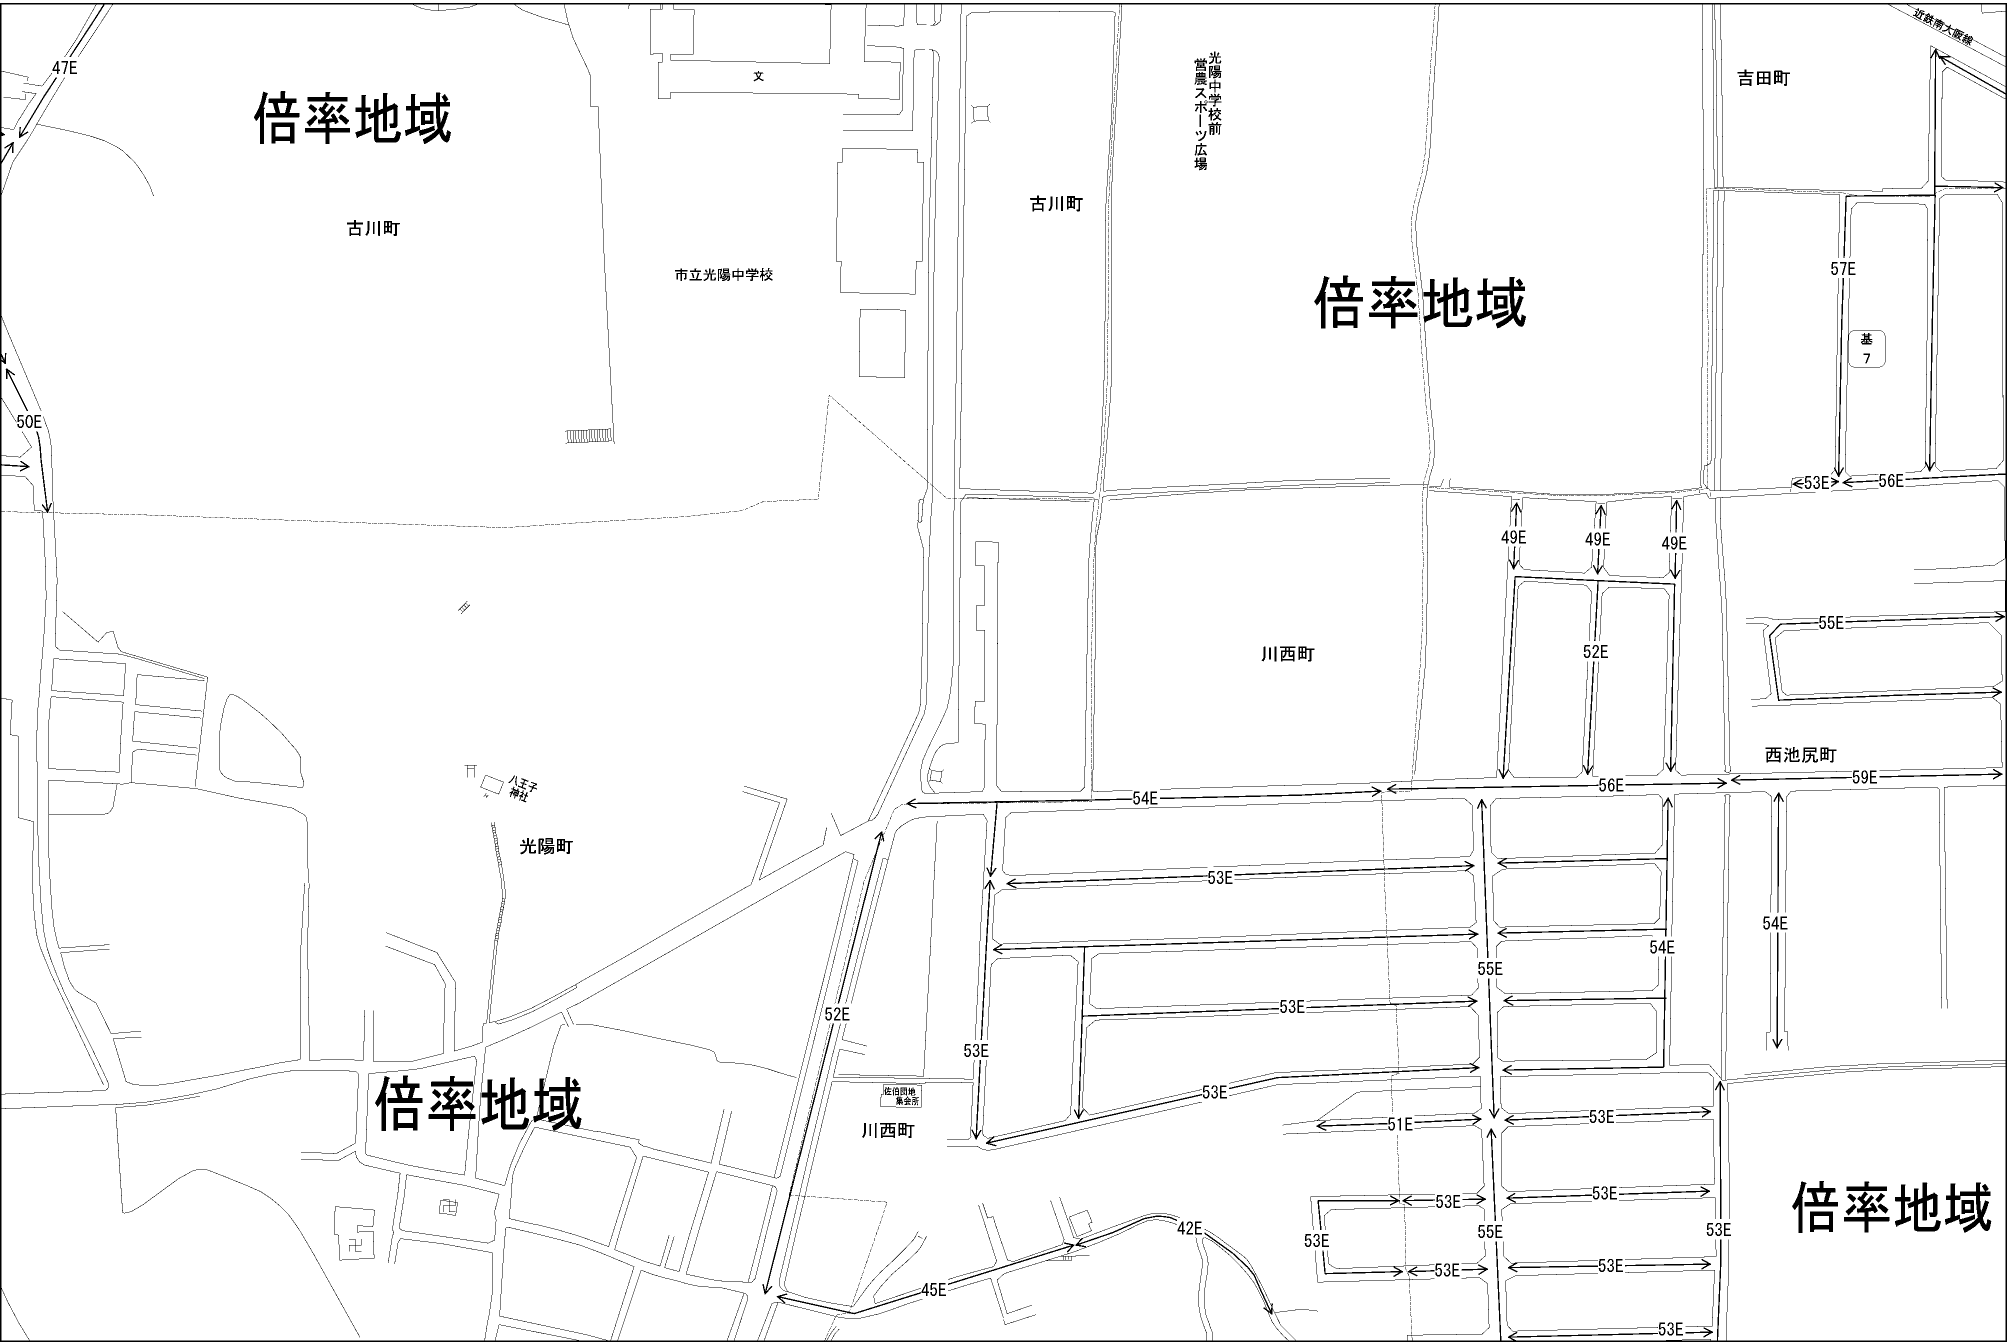 近鉄南大阪線
47E
文
光陽中学校前
営農スポーツ広場
吉田町
倍率地域
古川町
古川町
市立光陽中学校
57E
倍率地域
基
7
50E
53E
56E
49E
49E
49E
55E
52E
川西町
西池尻町
59E
八王子
神社
54E
56E
光陽町
53E
54E
54E
55E
53E
52E
53E
佐伯団地
集会所
53E
倍率地域
川西町
51E
53E
倍率地域
53E
53E
42E
53E
55E
53E
53E
53E
45E
53E